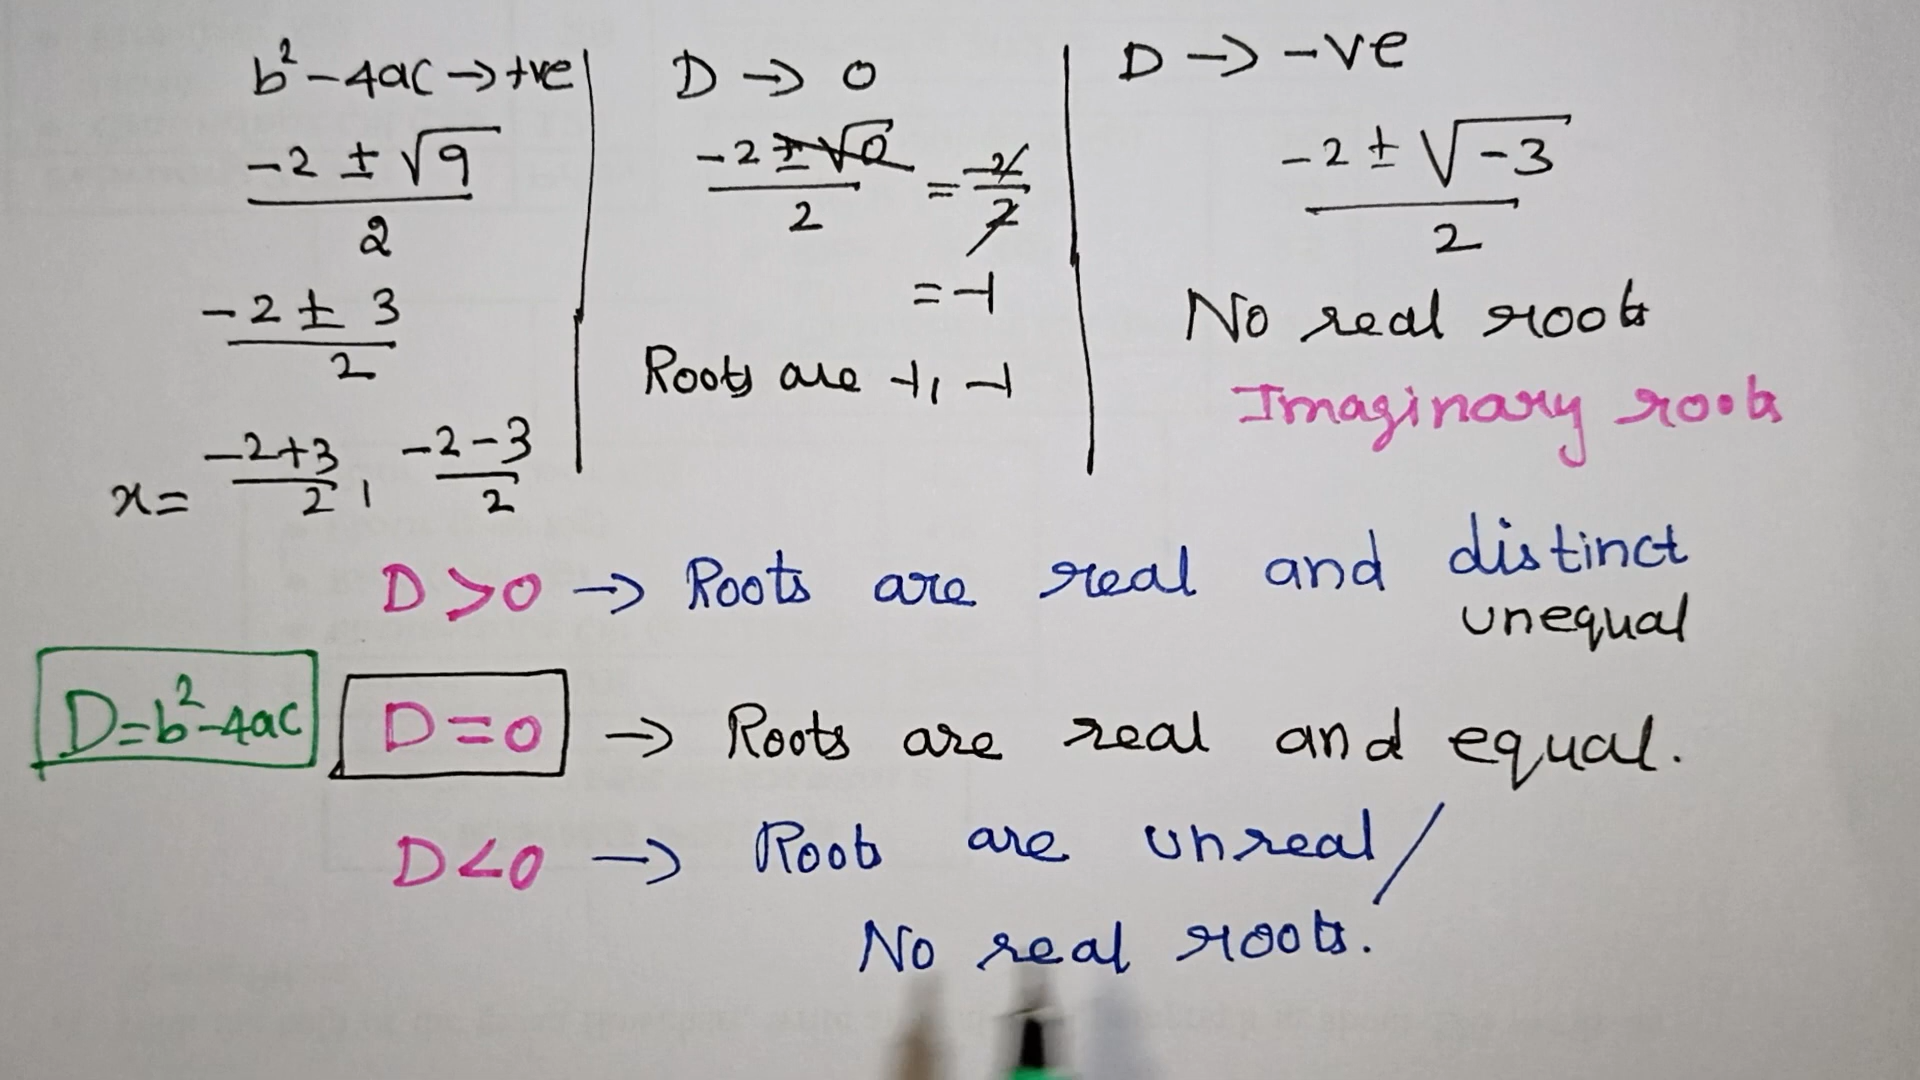 b²-4ac → +ve
-2 ± √9
2
-2 ± 3
2
x= -2+3/2, -2-3/2
D → 0
-2 ± √0/2 = -2/2
= -1
Roots are -1, -1
D → -ve
-2 ± √-3
2
No real roots
Imaginary roots
D>0 → Roots are real and distinct
unequal
D=b²-4ac
D=0 → Roots are real and equal.
D<0 → Roots are unreal/
No real roots.